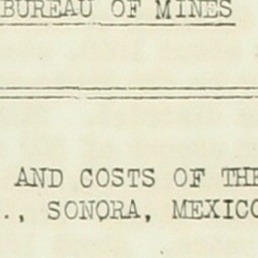 BUREAU OF MINES
AND COSTS OF THE
., SONORA, MEXICO